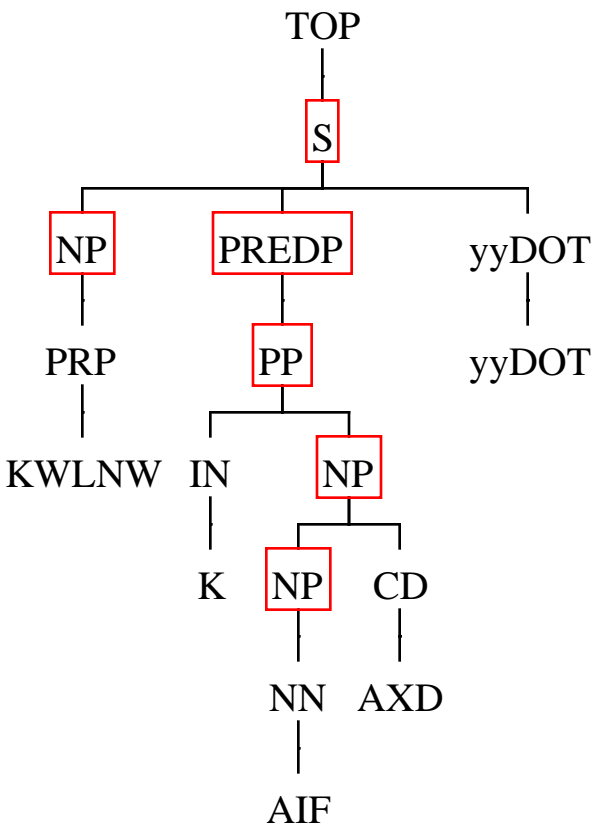 TOP
S
NP PREDP yyDOT
PRP PP yyDOT
KWLNW IN NP
K NP CD
NN AXD
AIF